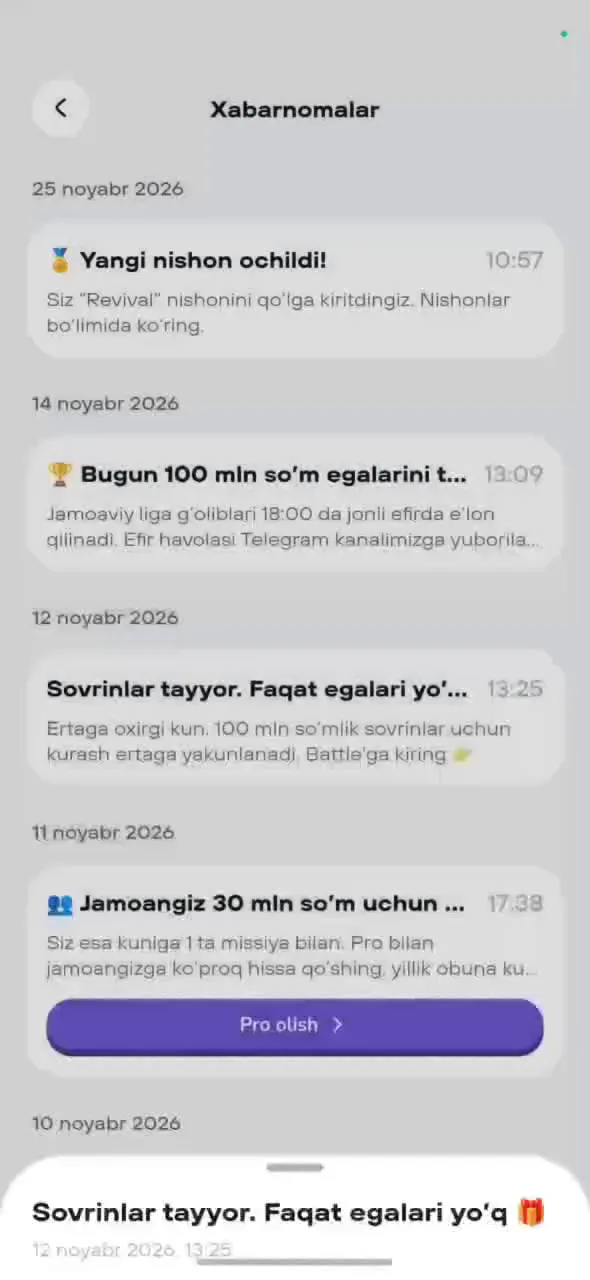 Xabarnomalar
25 noyabr 2026
🏅 Yangi nishon ochildi! 10:57
Siz "Revival" nishonini qo'lga kiritdingiz. Nishonlar
bo'limida ko'ring.
14 noyabr 2026
🏆 Bugun 100 mln so'm egalarini t... 13:09
Jamoaviy liga g'oliblari 18:00 da jonli efirda e'lon
qilinadi. Efir havolasi Telegram kanalimizga yuborila...
12 noyabr 2026
Sovrinlar tayyor. Faqat egalari yo'... 13:25
Ertaga oxirgi kun. 100 mln so'mlik sovrinlar uchun
kurash ertaga yakunlanadi. Battle'ga kiring 👉
11 noyabr 2026
👥 Jamoangiz 30 mln so'm uchun ... 17:38
Siz esa kuniga 1 ta missiya bilan. Pro bilan
jamoangizga ko'proq hissa qo'shing, yillik obuna ku...
Pro olish
10 noyabr 2026
Sovrinlar tayyor. Faqat egalari yo'q 🎁
12 noyabr 2026, 13:25